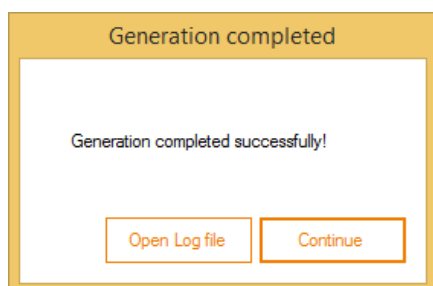 Generation completed
Generation completed successfully!
Open Log file
Continue